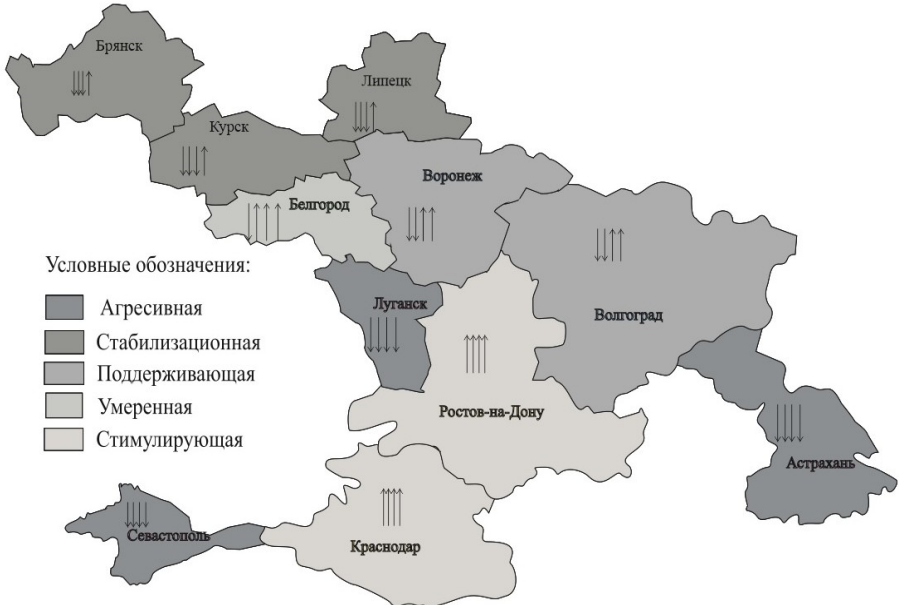 Брянск
Липецк
Курск
Воронеж
Белгород
Условные обозначения:
Агресивная
Стабилизационная
Поддерживающая
Умеренная
Стимулирующая
Луганск
Волгоград
Ростов-на-Дону
Астрахань
Севастополь
Краснодар